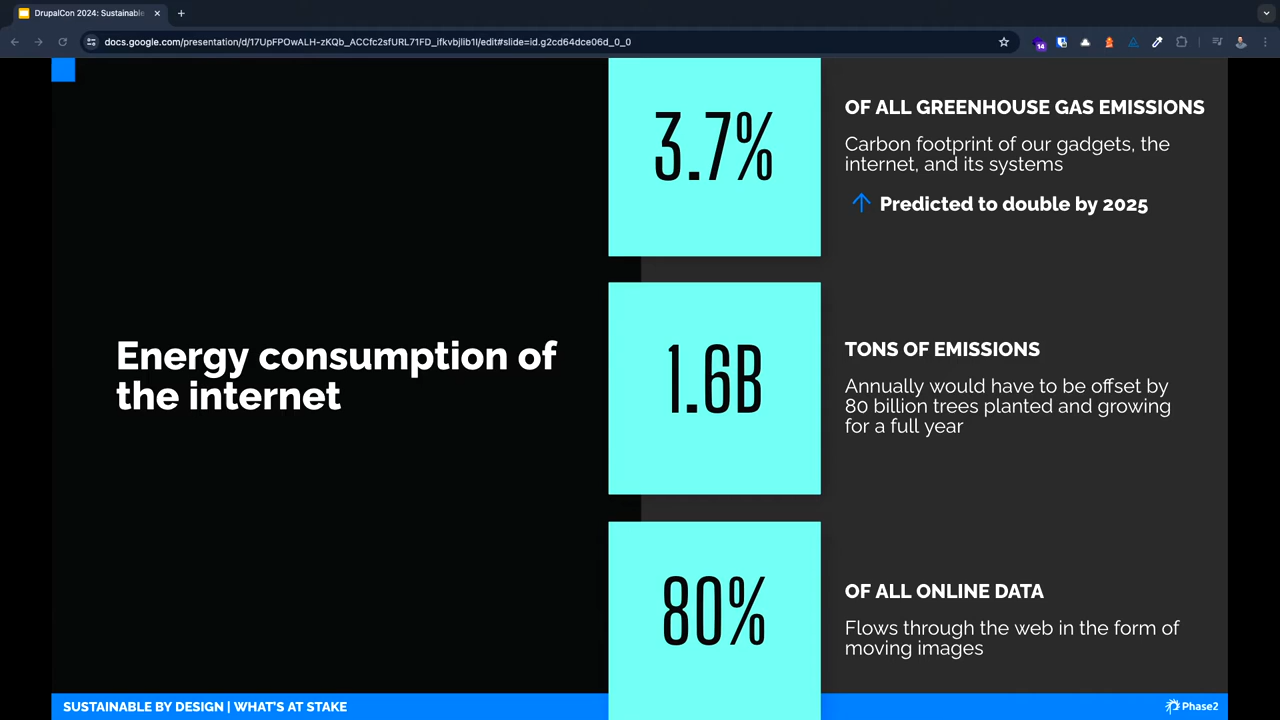 DrupalCon 2024: Sustainable
docs.google.com/presentation/d/17UpFPOwALH-zKQb_ACCfc2sfURL71FD_ifkvbjlib1I/edit#slide=id.g2cd64dce06d_0_0
14
3.7%
OF ALL GREENHOUSE GAS EMISSIONS
Carbon footprint of our gadgets, the
internet, and its systems
Predicted to double by 2025
Energy consumption of
the internet
1.6B
TONS OF EMISSIONS
Annually would have to be offset by
80 billion trees planted and growing
for a full year
80%
OF ALL ONLINE DATA
Flows through the web in the form of
moving images
SUSTAINABLE BY DESIGN | WHAT'S AT STAKE
Phase2